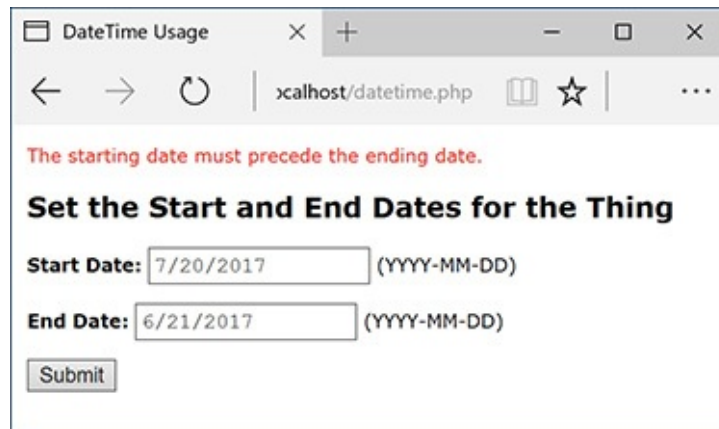 DateTime Usage
ocalhost/datetime.php
The starting date must precede the ending date.
Set the Start and End Dates for the Thing
Start Date: 7/20/2017 (YYYY-MM-DD)
End Date: 6/21/2017 (YYYY-MM-DD)
Submit